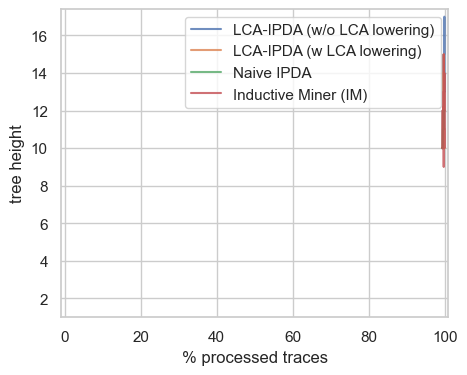 LCA-IPDA (w/o LCA lowering)
LCA-IPDA (w LCA lowering)
Naive IPDA
Inductive Miner (IM)
tree height
16
14
12
10
8
6
4
2
0 20 40 60 80 100
% processed traces